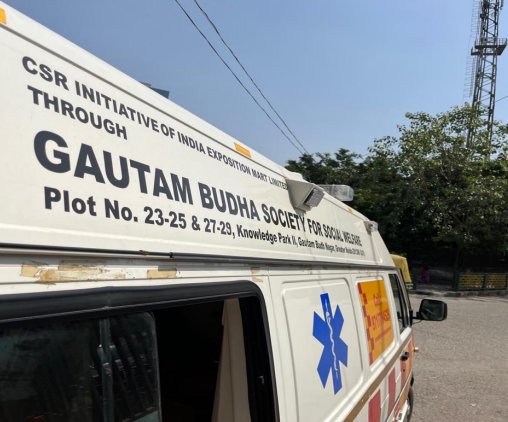 CSR INITIATIVE OF INDIA EXPOSITION MART LIMITED
THROUGH
GAUTAM BUDHA SOCIETY FOR SOCIAL WELFARE
Plot No. 23-25 & 27-29, Knowledge Park II, Gautam Budh Nagar, Greater Noida